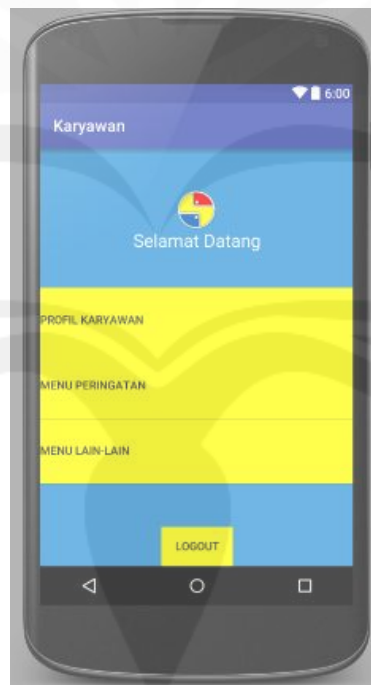 6:00
Karyawan
Selamat Datang
PROFIL KARYAWAN
MENU PERINGATAN
MENU LAIN-LAIN
LOGOUT